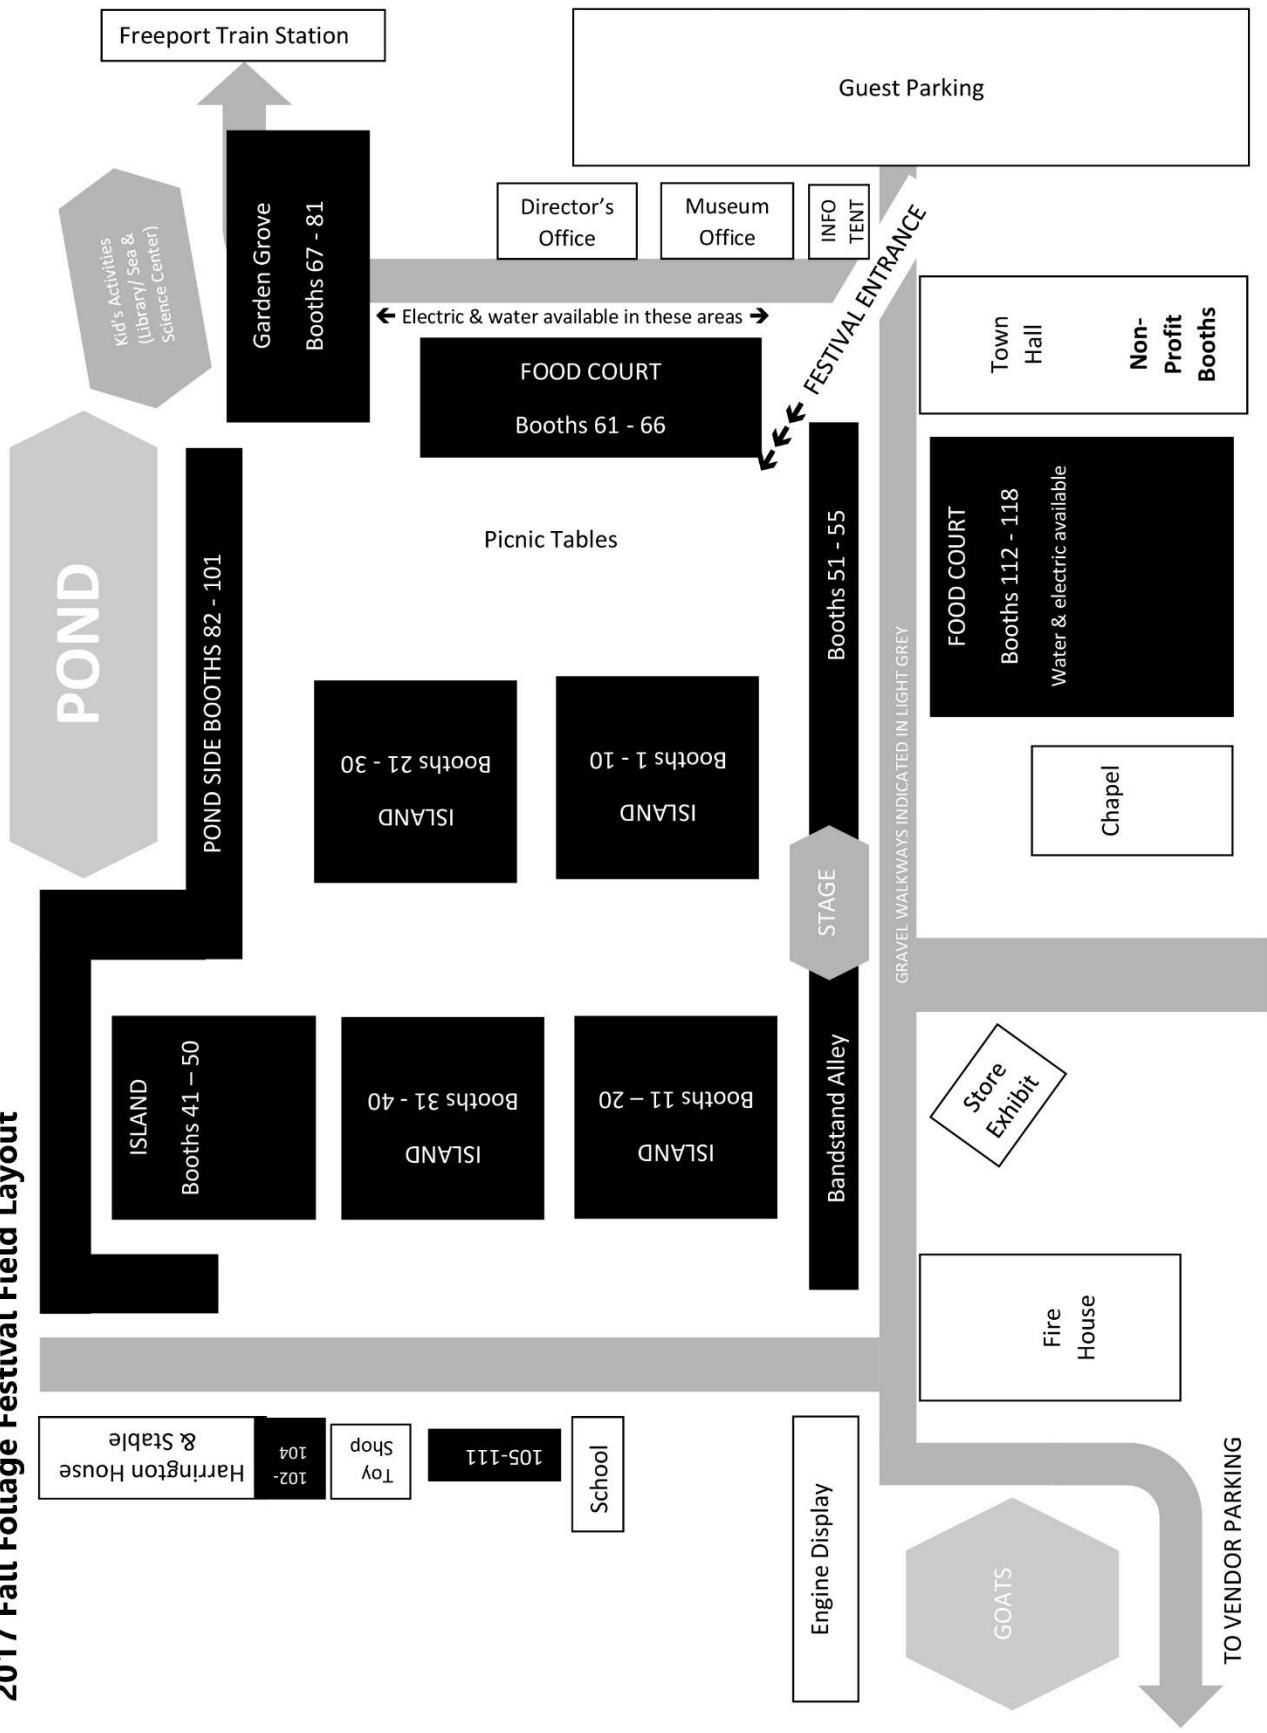 2017 Fall Foliage Festival Field Layout
Freeport Train Station
Guest Parking
Kid's Activities
(Library/ Sea &
Science Center)
Garden Grove
Booths 67 - 81
Director's
Office
Museum
Office
INFO
TENT
FESTIVAL ENTRANCE
Electric & water available in these areas
FOOD COURT
Booths 61 - 66
Town
Hall
Non-
Profit
Booths
POND
POND SIDE BOOTHS 82 - 101
Picnic Tables
Booths 51 - 55
FOOD COURT
Booths 112 - 118
Water & electric available
ISLAND
Booths 21 - 30
ISLAND
Booths 1 - 10
STAGE
GRAVEL WALKWAYS INDICATED IN LIGHT GREY
Chapel
ISLAND
Booths 41 – 50
ISLAND
Booths 31 - 40
ISLAND
Booths 11 – 20
Bandstand Alley
Store
Exhibit
Fire
House
Harrington House
& Stable
102-
104
Toy
Shop
105-111
School
Engine Display
GOATS
TO VENDOR PARKING